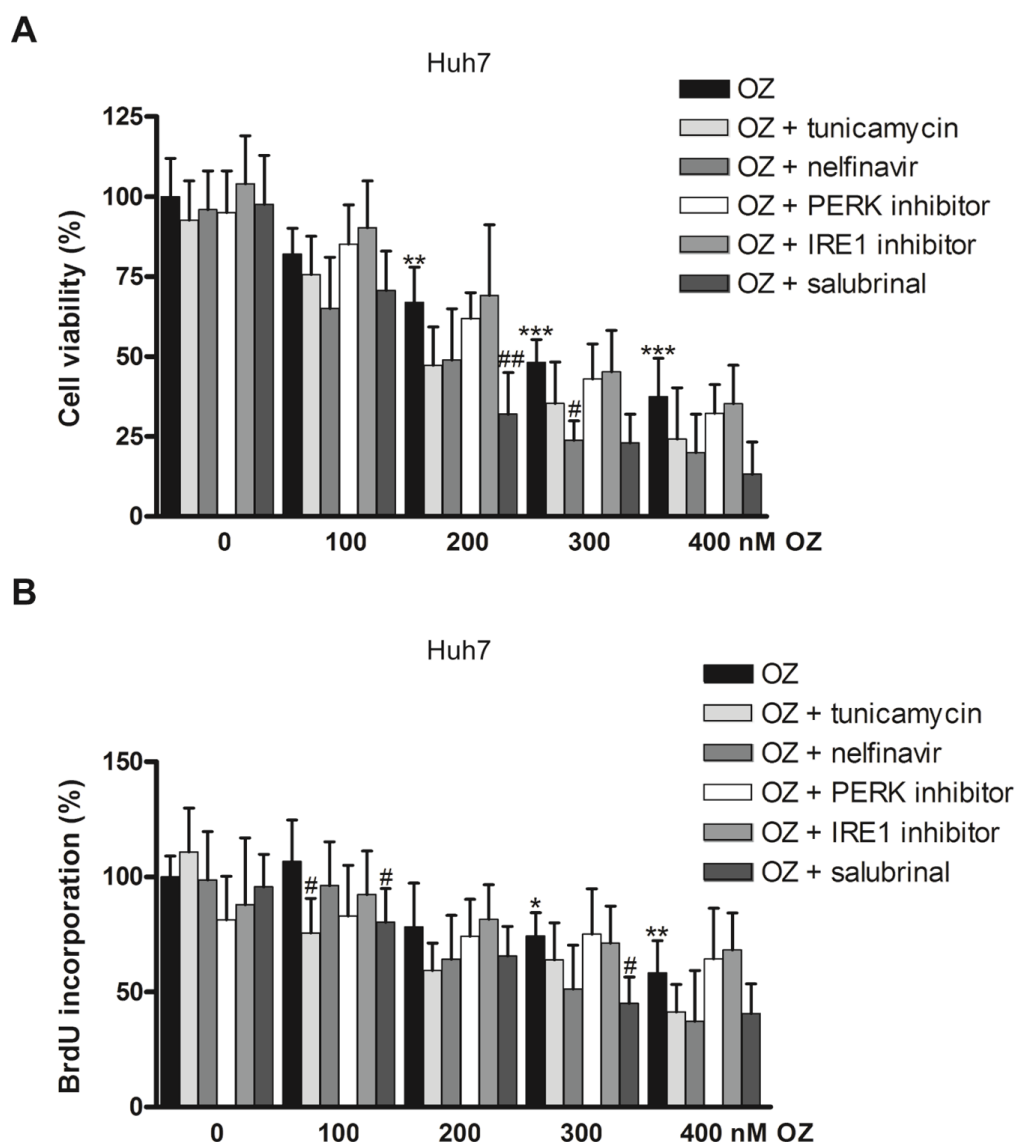 A
Huh7
OZ
OZ + tunicamycin
OZ + nelfinavir
OZ + PERK inhibitor
OZ + IRE1 inhibitor
OZ + salubrinal
Cell viability (%)
125
100
75
50
25
0
**
##
***
#
***
0 100 200 300 400 nM OZ
B
Huh7
OZ
OZ + tunicamycin
OZ + nelfinavir
OZ + PERK inhibitor
OZ + IRE1 inhibitor
OZ + salubrinal
BrdU incorporation (%)
150
100
50
0
#
#
*
#
**
0 100 200 300 400 nM OZ